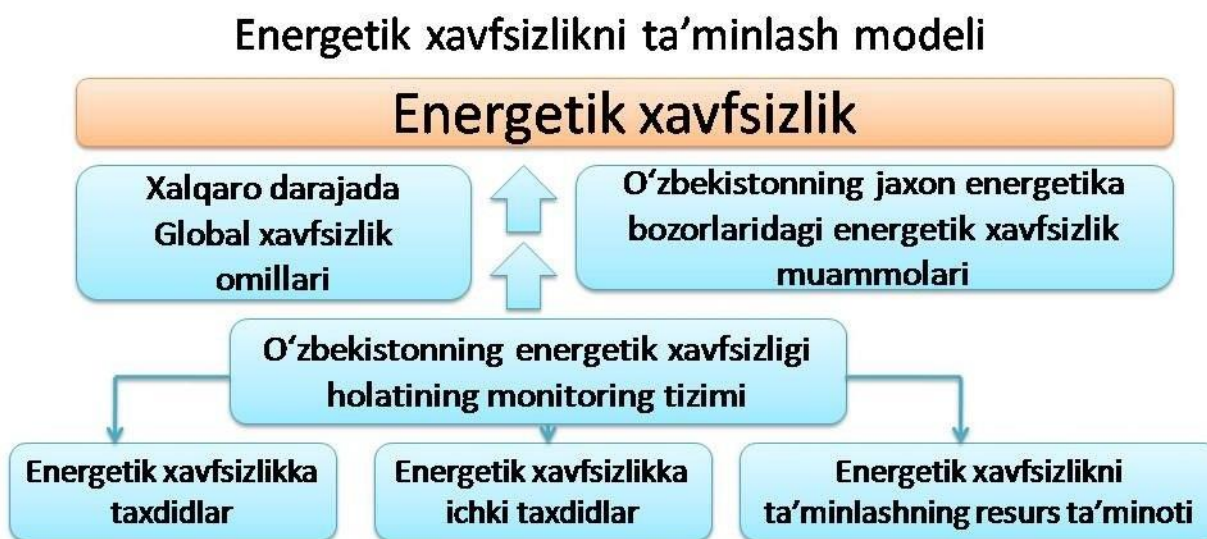 Energetik xavfsizlikni ta’minlash modeli
Energetik xavfsizlik
Xalqaro darajada
Global xavfsizlik
omillari
O‘zbekistonning jaxon energetika
bozorlaridagi energetik xavfsizlik
muammolari
O‘zbekistonning energetik xavfsizligi
holatining monitoring tizimi
Energetik xavfsizlikka
taxdidlar
Energetik xavfsizlikka
ichki taxdidlar
Energetik xavfsizlikni
ta’minlashning resurs ta’minoti